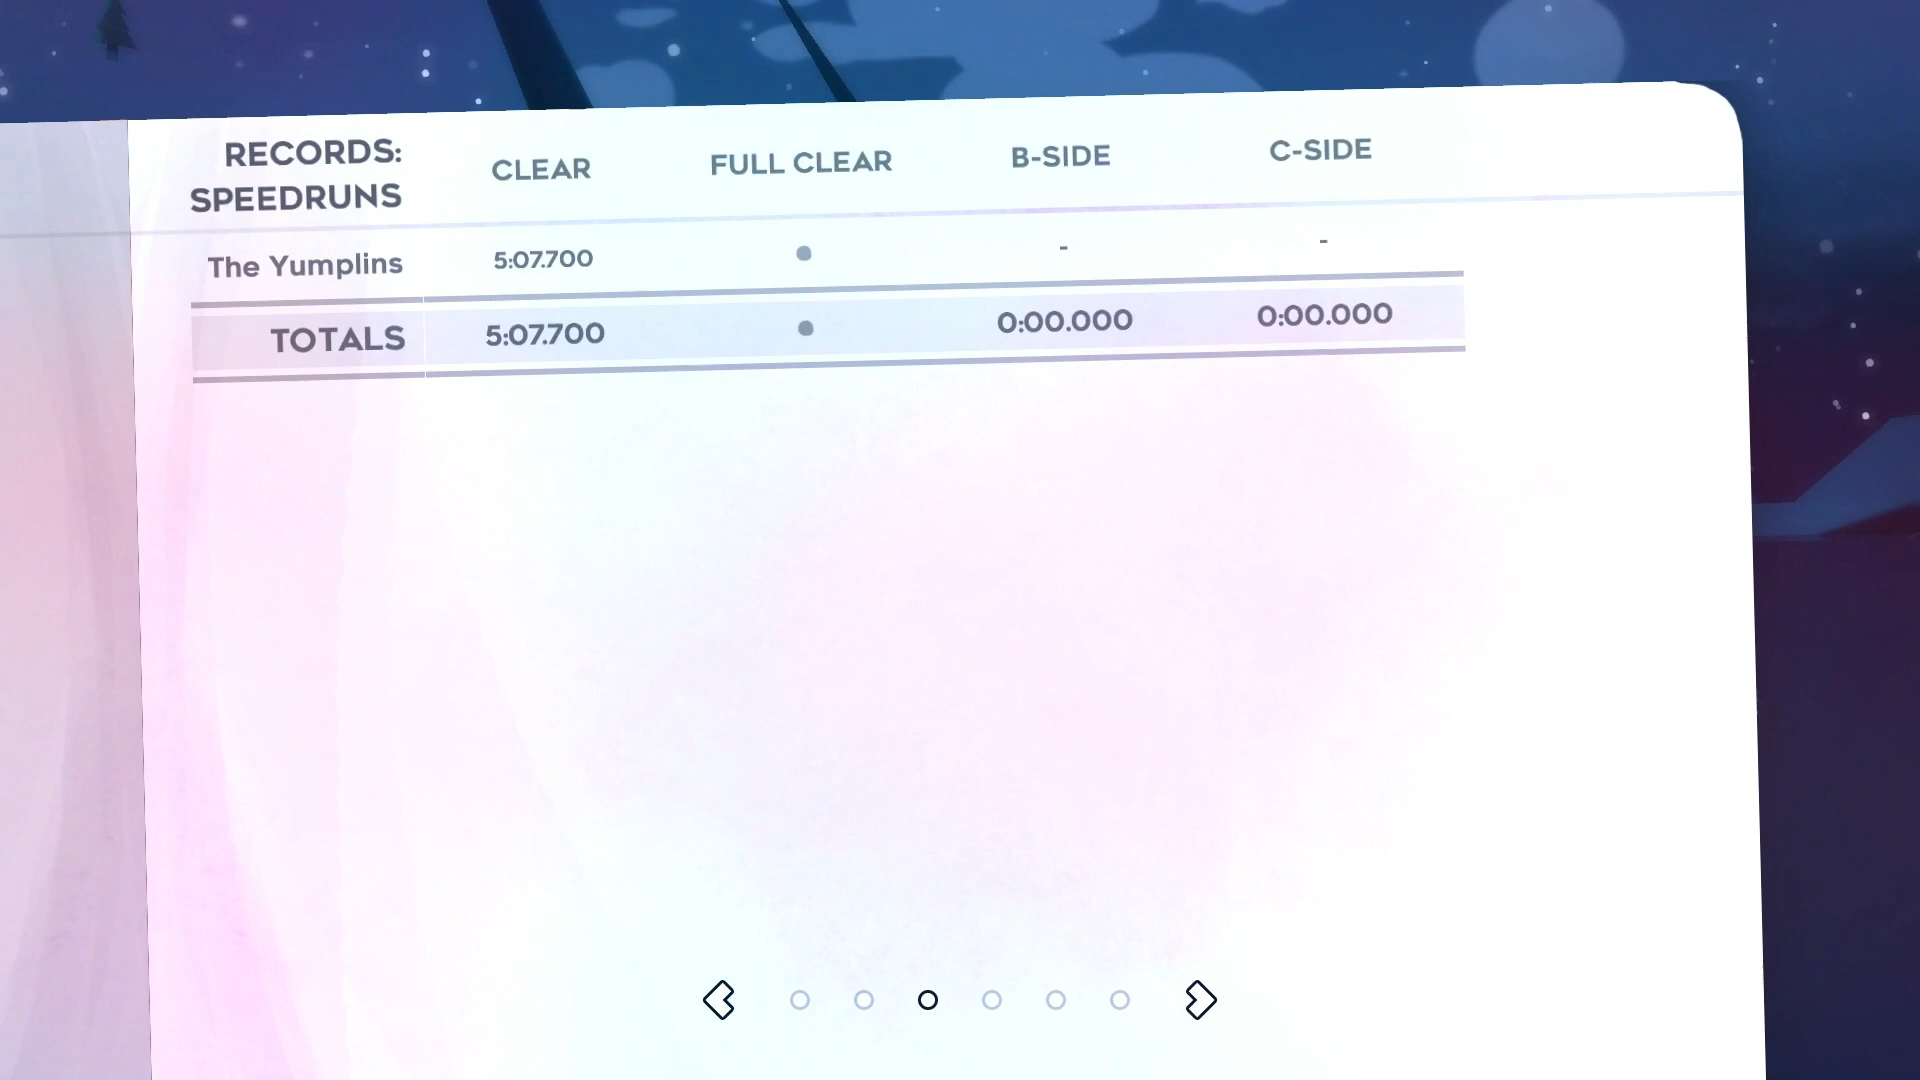 RECORDS:
SPEEDRUNS
CLEAR FULL CLEAR B-SIDE C-SIDE
The Yumplins 5:07.700 • - -
TOTALS 5:07.700 • 0:00.000 0:00.000